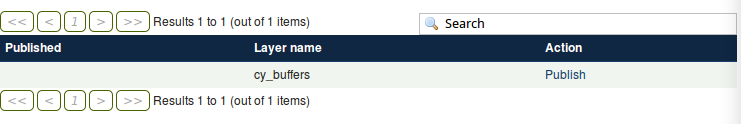 << < 1 > >> Results 1 to 1 (out of 1 items) Search
Published Layer name Action
cy_buffers Publish
<< < 1 > >> Results 1 to 1 (out of 1 items)